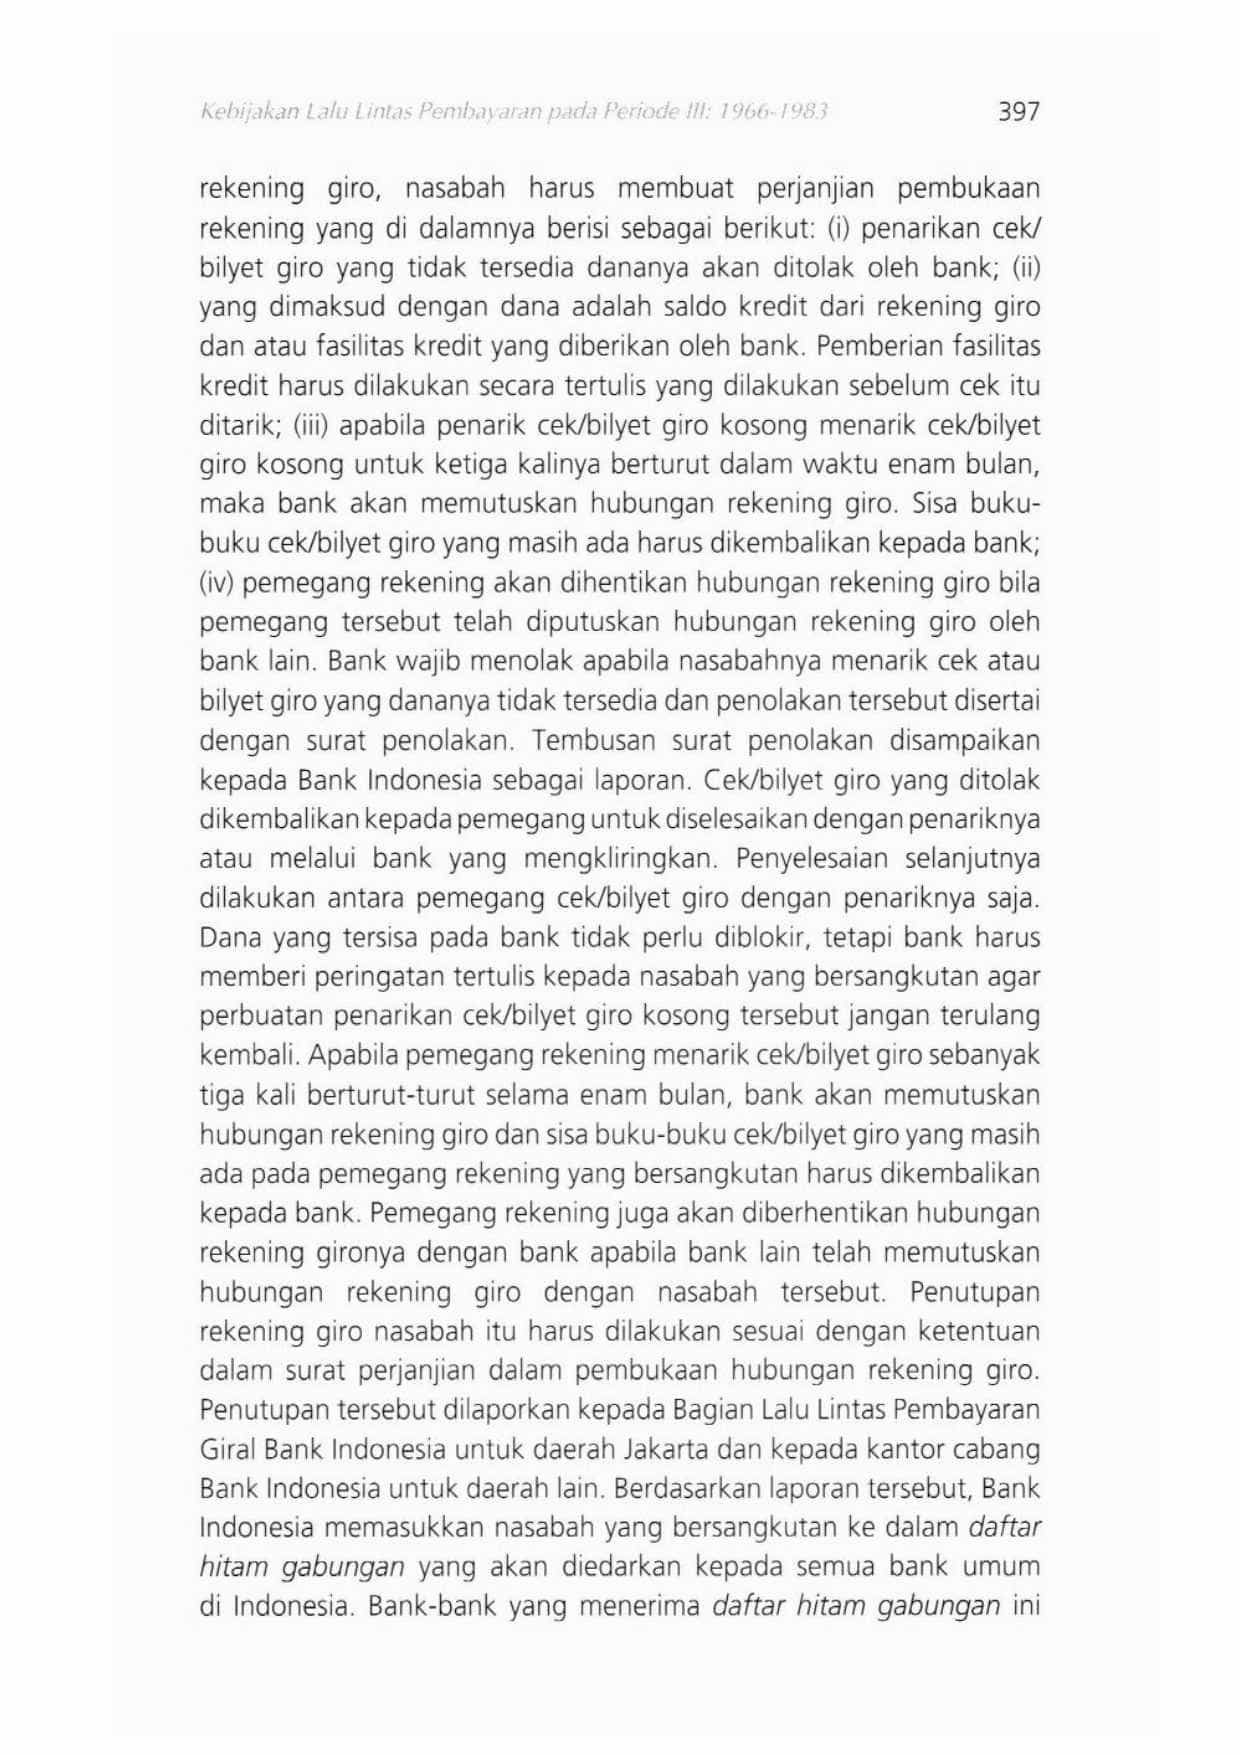 Kebijakan Lalu Lintas Pembayaran pada Periode III: 1966-1983 397
rekening giro, nasabah harus membuat perjanjian pembukaan
rekening yang di dalamnya berisi sebagai berikut: (i) penarikan cek/
bilyet giro yang tidak tersedia dananya akan ditolak oleh bank; (ii)
yang dimaksud dengan dana adalah saldo kredit dari rekening giro
dan atau fasilitas kredit yang diberikan oleh bank. Pemberian fasilitas
kredit harus dilakukan secara tertulis yang dilakukan sebelum cek itu
ditarik; (iii) apabila penarik cek/bilyet giro kosong menarik cek/bilyet
giro kosong untuk ketiga kalinya berturut dalam waktu enam bulan,
maka bank akan memutuskan hubungan rekening giro. Sisa buku-
buku cek/bilyet giro yang masih ada harus dikembalikan kepada bank;
(iv) pemegang rekening akan dihentikan hubungan rekening giro bila
pemegang tersebut telah diputuskan hubungan rekening giro oleh
bank lain. Bank wajib menolak apabila nasabahnya menarik cek atau
bilyet giro yang dananya tidak tersedia dan penolakan tersebut disertai
dengan surat penolakan. Tembusan surat penolakan disampaikan
kepada Bank Indonesia sebagai laporan. Cek/bilyet giro yang ditolak
dikembalikan kepada pemegang untuk diselesaikan dengan penariknya
atau melalui bank yang mengkliringkan. Penyelesaian selanjutnya
dilakukan antara pemegang cek/bilyet giro dengan penariknya saja.
Dana yang tersisa pada bank tidak perlu diblokir, tetapi bank harus
memberi peringatan tertulis kepada nasabah yang bersangkutan agar
perbuatan penarikan cek/bilyet giro kosong tersebut jangan terulang
kembali. Apabila pemegang rekening menarik cek/bilyet giro sebanyak
tiga kali berturut-turut selama enam bulan, bank akan memutuskan
hubungan rekening giro dan sisa buku-buku cek/bilyet giro yang masih
ada pada pemegang rekening yang bersangkutan harus dikembalikan
kepada bank. Pemegang rekening juga akan diberhentikan hubungan
rekening gironya dengan bank apabila bank lain telah memutuskan
hubungan rekening giro dengan nasabah tersebut. Penutupan
rekening giro nasabah itu harus dilakukan sesuai dengan ketentuan
dalam surat perjanjian dalam pembukaan hubungan rekening giro.
Penutupan tersebut dilaporkan kepada Bagian Lalu Lintas Pembayaran
Giral Bank Indonesia untuk daerah Jakarta dan kepada kantor cabang
Bank Indonesia untuk daerah lain. Berdasarkan laporan tersebut, Bank
Indonesia memasukkan nasabah yang bersangkutan ke dalam daftar
hitam gabungan yang akan diedarkan kepada semua bank umum
di Indonesia. Bank-bank yang menerima daftar hitam gabungan ini